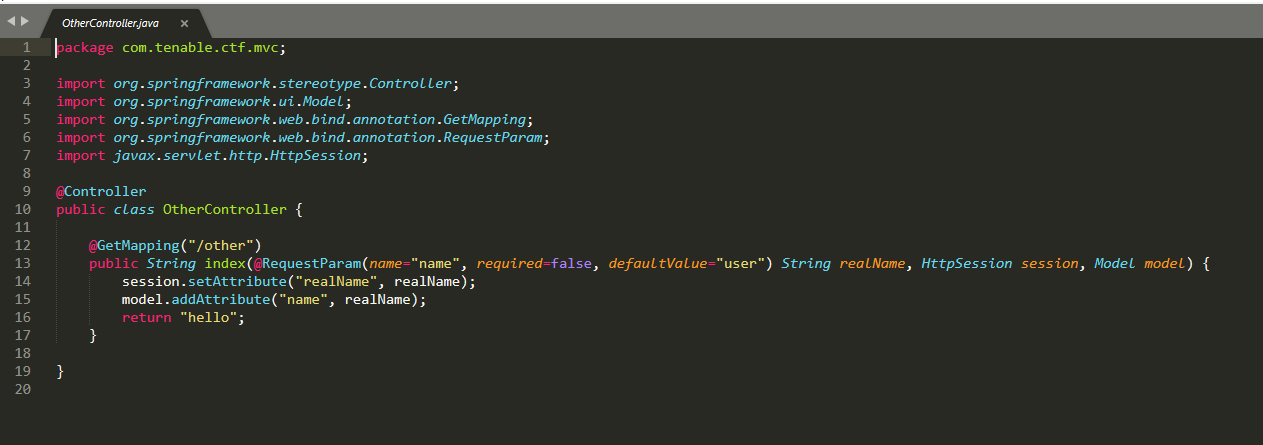 OtherController.java ×
1 package com.tenable.ctf.mvc;
2
3 import org.springframework.stereotype.Controller;
4 import org.springframework.ui.Model;
5 import org.springframework.web.bind.annotation.GetMapping;
6 import org.springframework.web.bind.annotation.RequestParam;
7 import javax.servlet.http.HttpSession;
8
9 @Controller
10 public class OtherController {
11
12     @GetMapping("/other")
13     public String index(@RequestParam(name="name", required=false, defaultValue="user") String realName, HttpSession session, Model model) {
14         session.setAttribute("realName", realName);
15         model.addAttribute("name", realName);
16         return "hello";
17     }
18
19 }
20